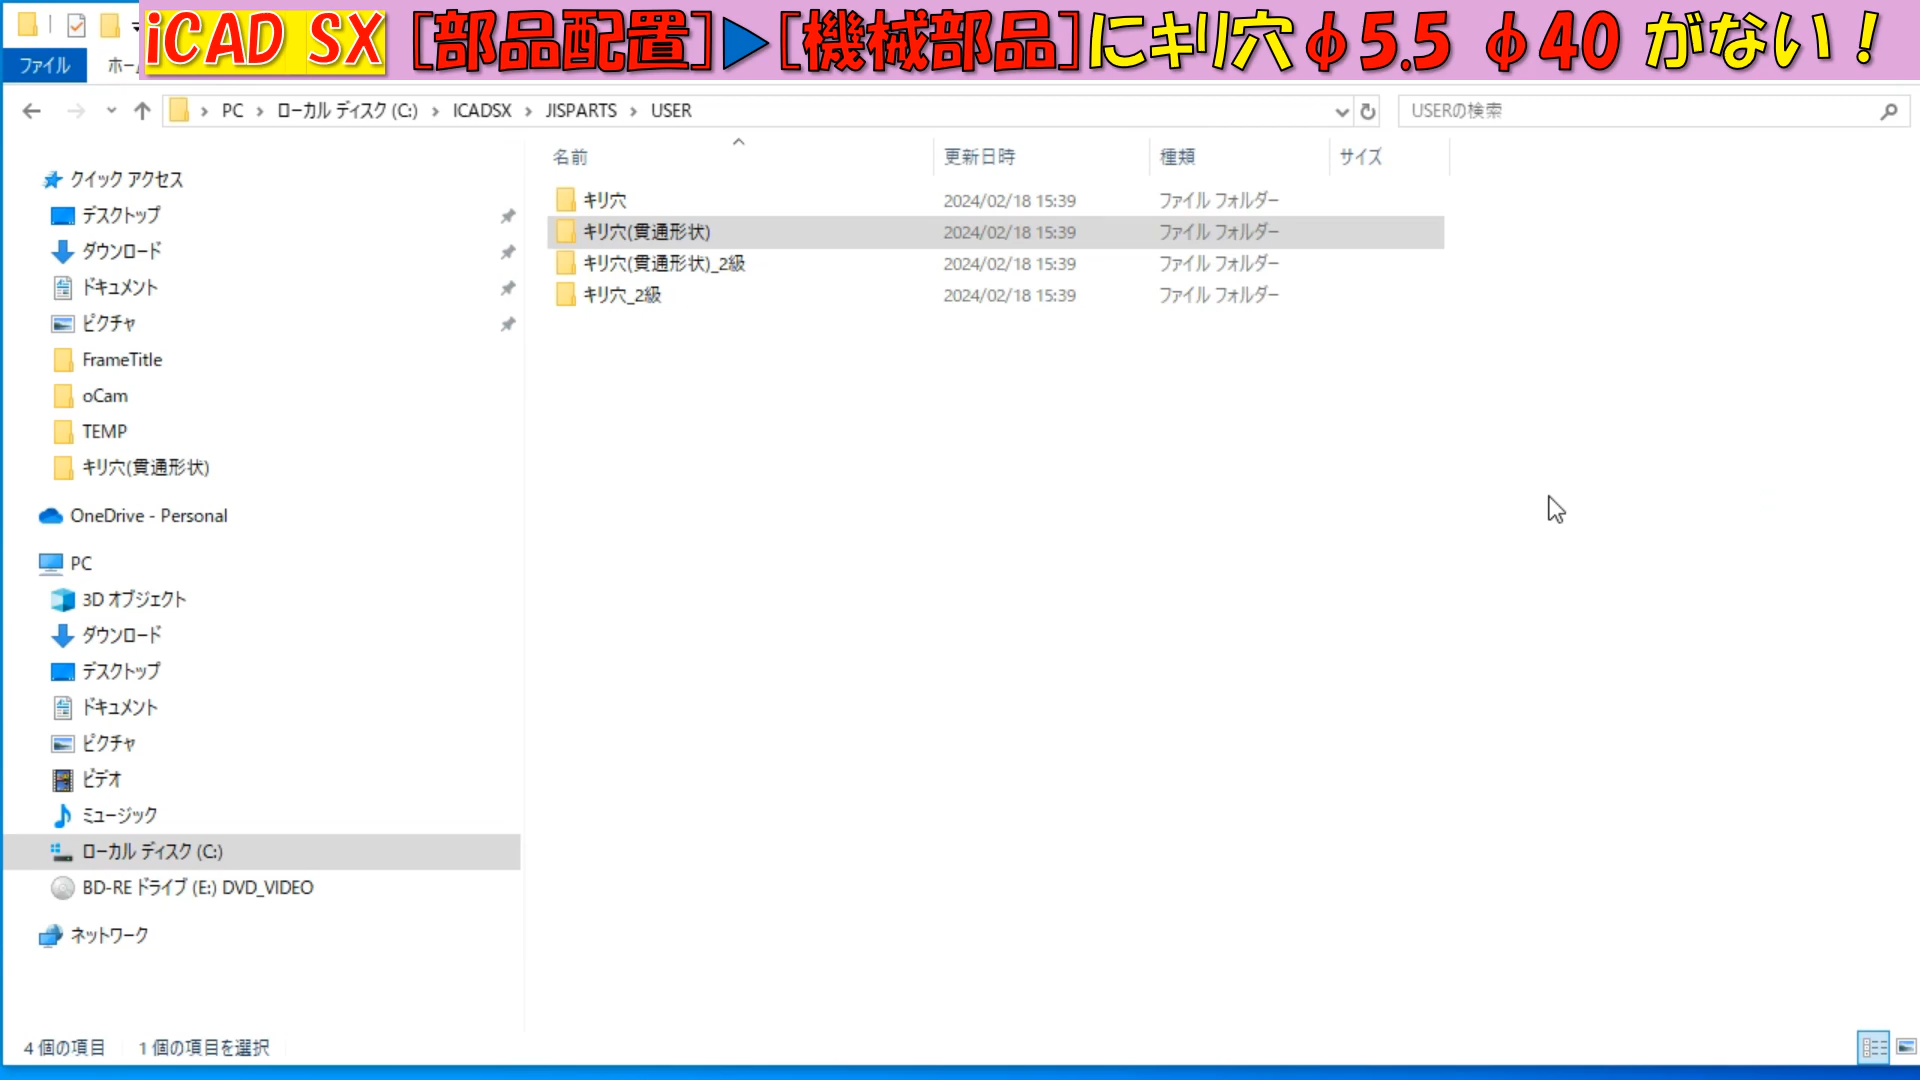 iCAD SX [部品配置]▶[機械部品]にキリ穴φ5.5 φ40 がない!
ファイル
PC > ローカル ディスク (C:) > ICADSX > JISPARTS > USER
USERの検索
名前 更新日時 種類 サイズ
キリ穴 2024/02/18 15:39 ファイル フォルダー
キリ穴(貫通形状) 2024/02/18 15:39 ファイル フォルダー
キリ穴(貫通形状)_2級 2024/02/18 15:39 ファイル フォルダー
キリ穴_2級 2024/02/18 15:39 ファイル フォルダー
クイック アクセス
デスクトップ
ダウンロード
ドキュメント
ピクチャ
FrameTitle
oCam
TEMP
キリ穴(貫通形状)
OneDrive - Personal
PC
3D オブジェクト
ダウンロード
デスクトップ
ドキュメント
ピクチャ
ビデオ
ミュージック
ローカル ディスク (C:)
BD-RE ドライブ (E:) DVD_VIDEO
ネットワーク
4 個の項目 1 個の項目を選択